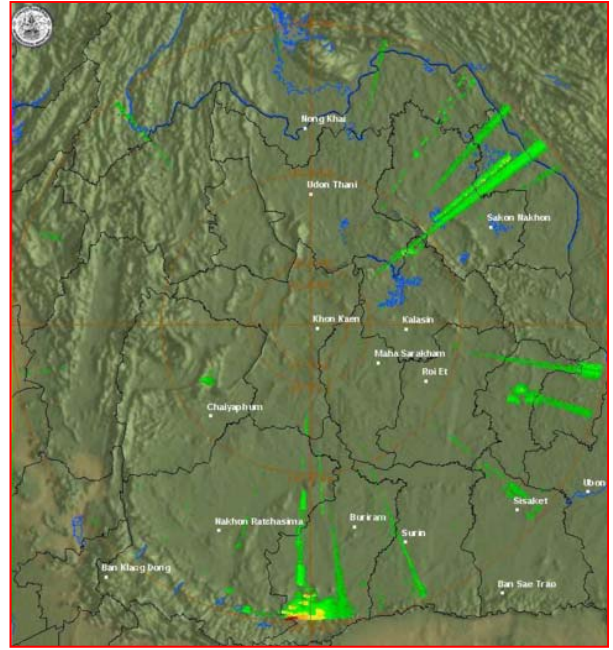 Nong Khai
Udon Thani
Sakon Nakhon
Khon Kaen
Kalasin
Maha Sarakham
Roi Et
Chaiyaphum
Ubon
Sisaket
Nakhon Ratchasima
Buriram
Surin
Ban Klang Dong
Ban Sae Trao